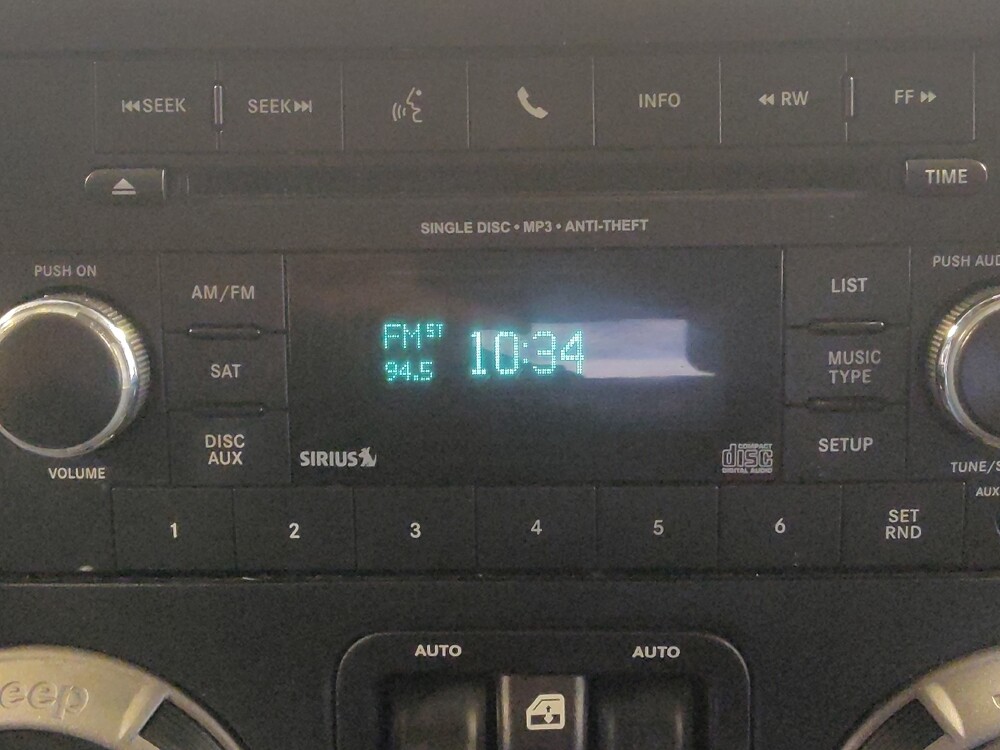 SEEK
SEEK
INFO
RW
FF
TIME
SINGLE DISC • MP3 • ANTI-THEFT
PUSH ON
PUSH AUD
AM/FM
LIST
FM ST
10:34
94.5
SAT
MUSIC
TYPE
DISC
AUX
SETUP
SIRIUS
COMPACT
disc
DIGITAL AUDIO
VOLUME
TUNE/S
AUX
1
2
3
4
5
6
SET
RND
AUTO
AUTO
eep